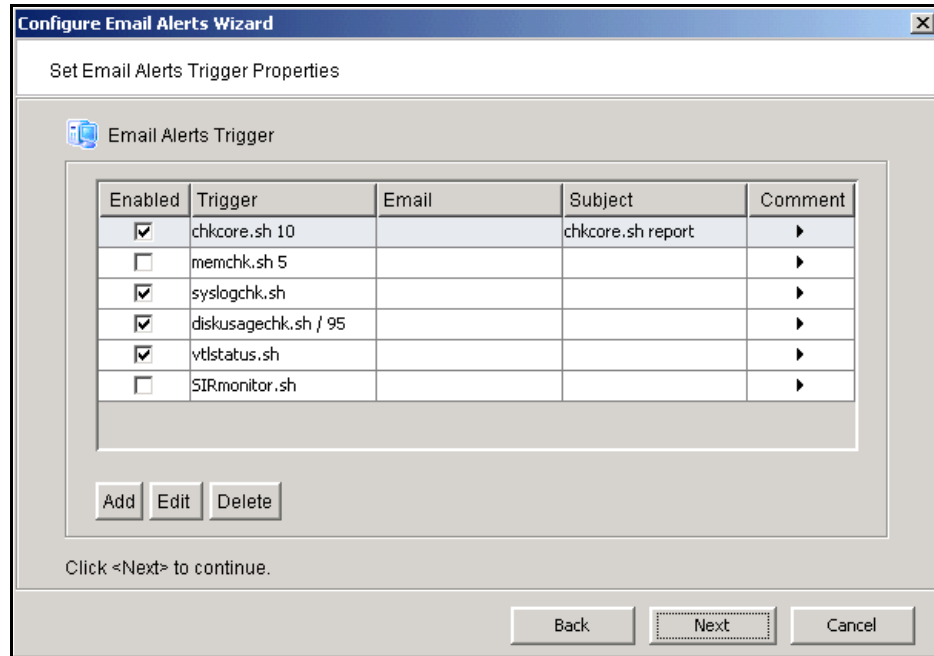 Configure Email Alerts Wizard
Set Email Alerts Trigger Properties
Email Alerts Trigger
Enabled Trigger Email Subject Comment
chkcore.sh 10 chkcore.sh report
memchk.sh 5
syslogchk.sh
diskusagechk.sh / 95
vtlstatus.sh
SIRmonitor.sh
Add Edit Delete
Click <Next> to continue.
Back Next Cancel